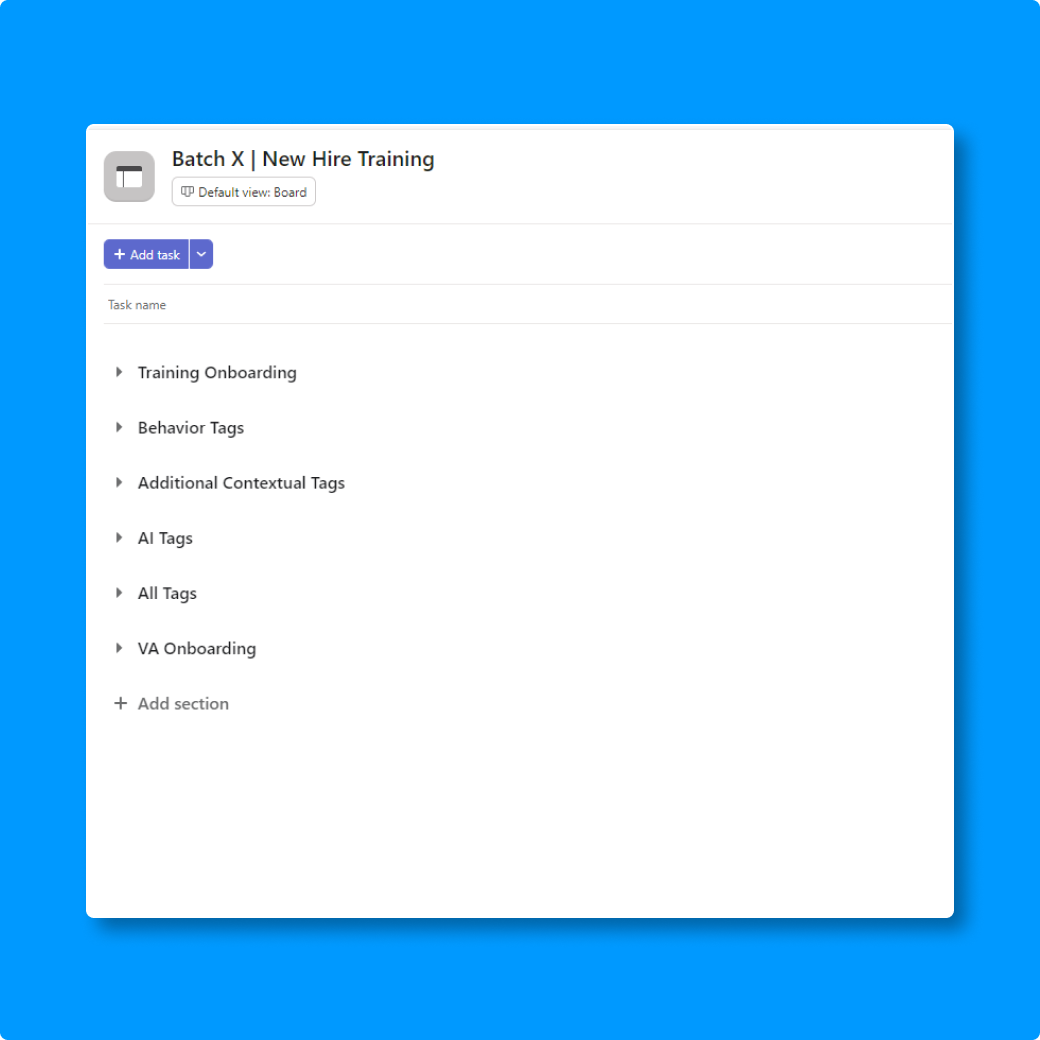 Batch X | New Hire Training
Default view: Board
+ Add task
Task name
Training Onboarding
Behavior Tags
Additional Contextual Tags
AI Tags
All Tags
VA Onboarding
+ Add section